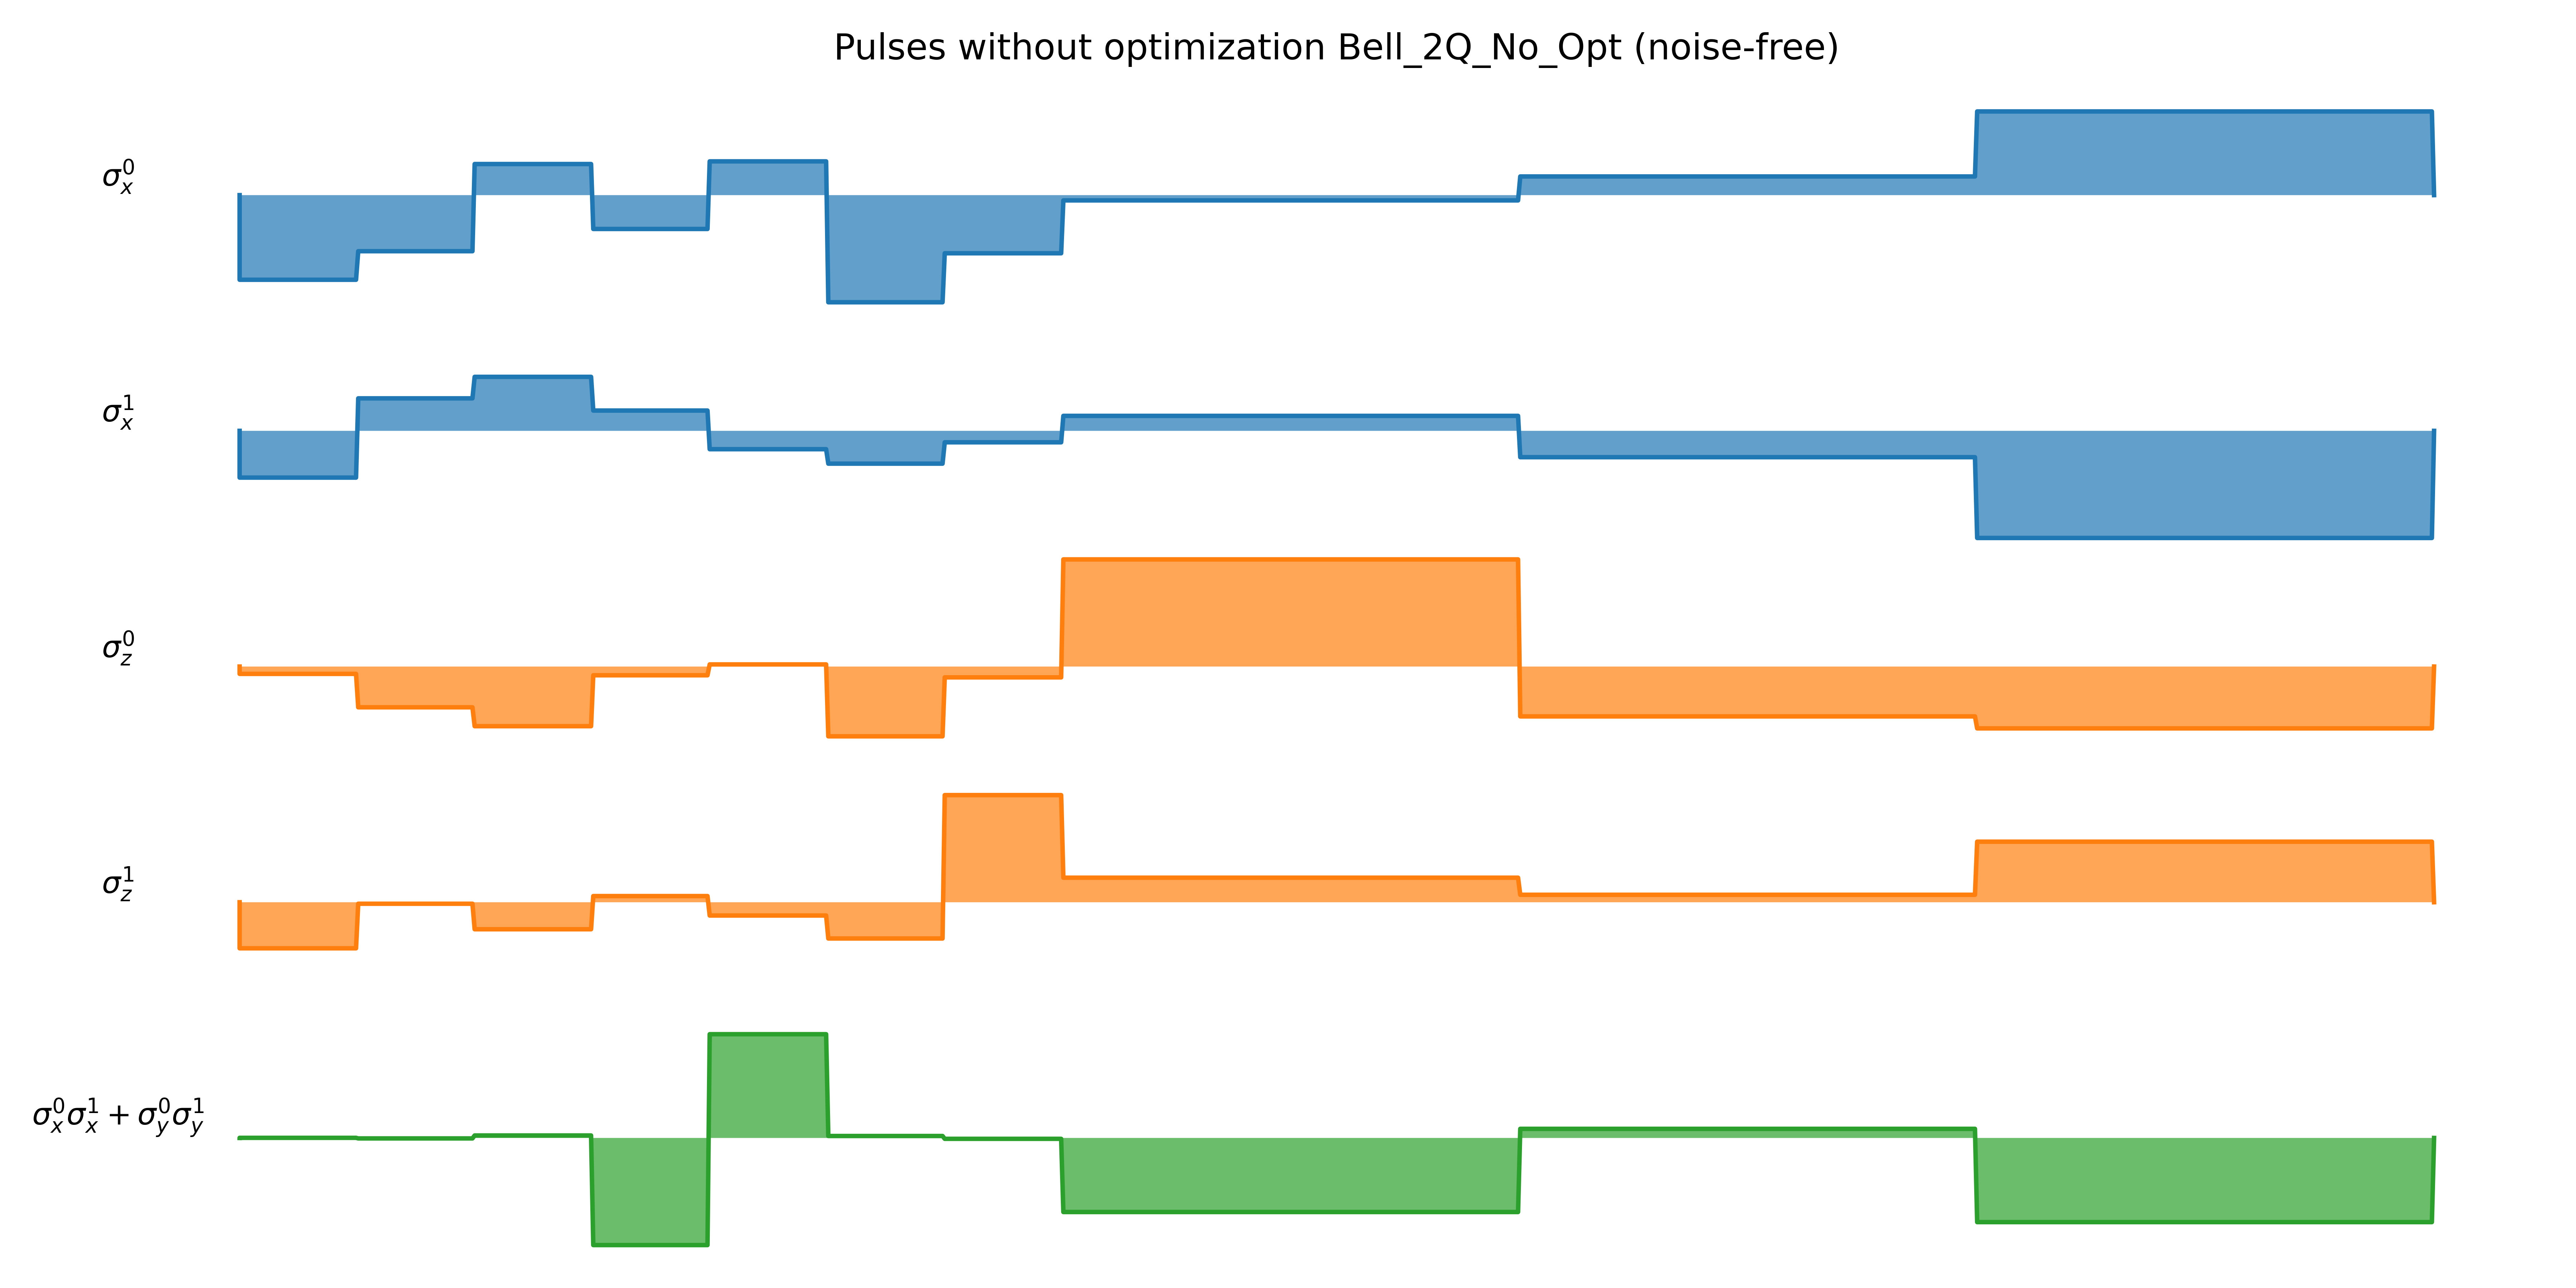 Pulses without optimization Bell_2Q_No_Opt (noise-free)
σ_x^0
σ_x^1
σ_z^0
σ_z^1
σ_x^0σ_x^1 + σ_y^0σ_y^1